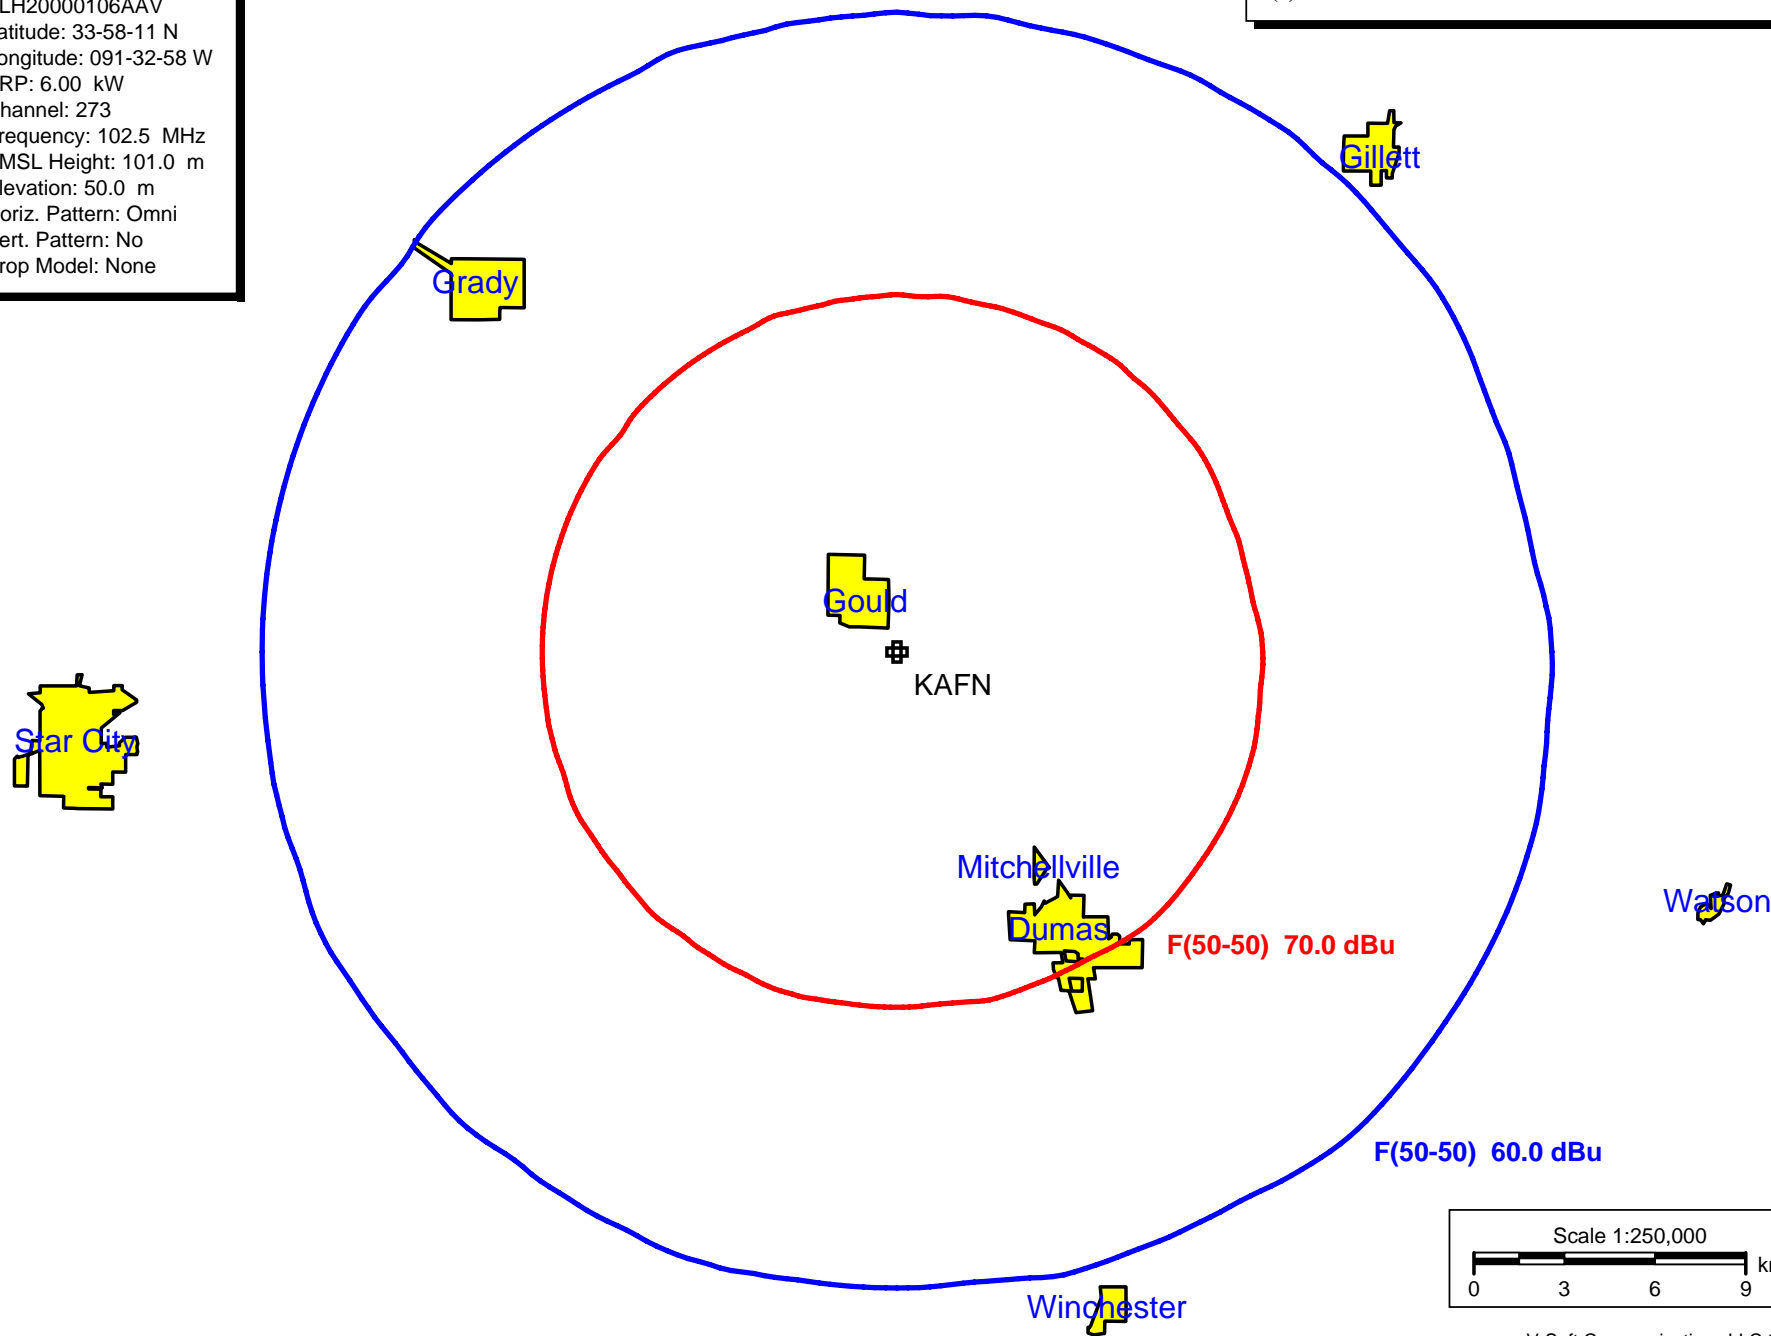 LH20000106AAV
atitude: 33-58-11 N
ongitude: 091-32-58 W
RP: 6.00 kW
hannel: 273
requency: 102.5 MHz
MSL Height: 101.0 m
levation: 50.0 m
oriz. Pattern: Omni
ert. Pattern: No
rop Model: None
Gillett
Grady
Gould
KAFN
Star City
Mitchellville
Watson
Dumas
F(50-50) 70.0 dBu
F(50-50) 60.0 dBu
Scale 1:250,000
0 3 6 9
Winchester